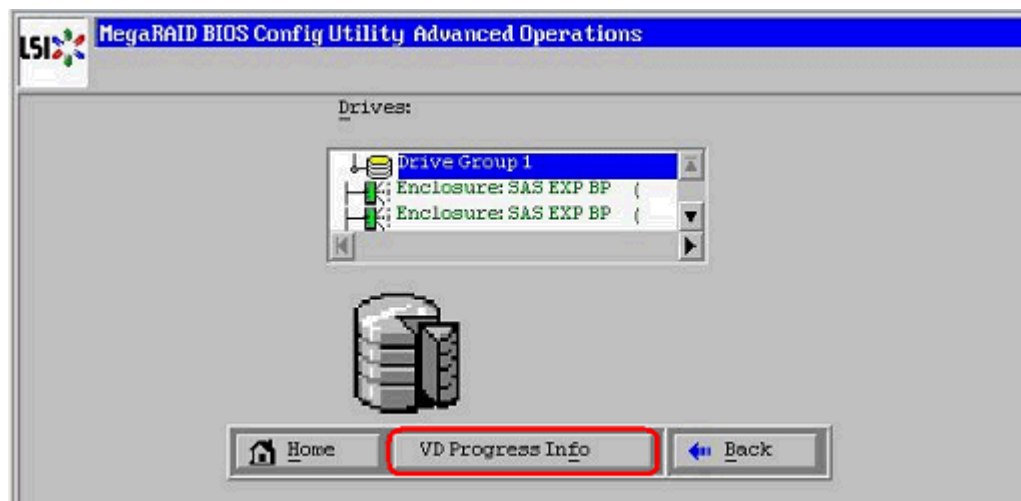 LSI
MegaRAID BIOS Config Utility Advanced Operations
Drives:
Drive Group 1
Enclosure: SAS EXP BP (
Enclosure: SAS EXP BP (
Home
VD Progress Info
Back